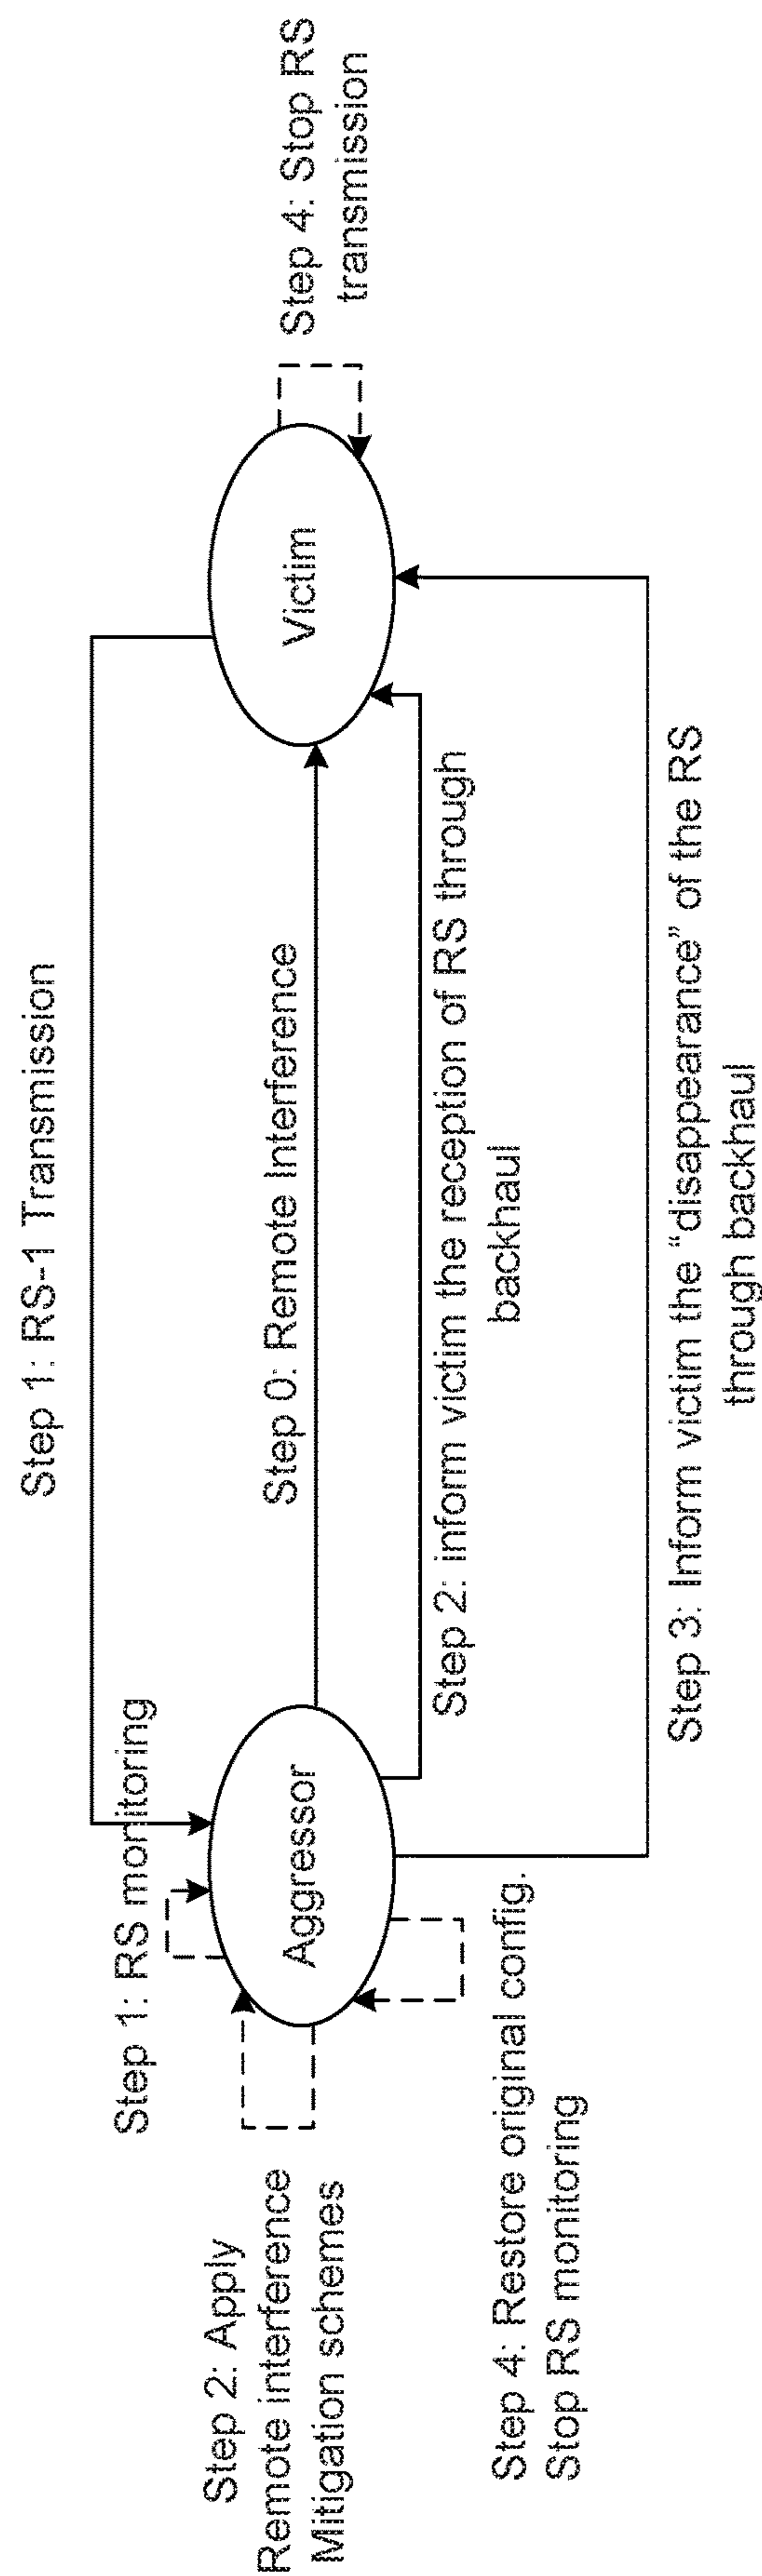 Step 1: RS-1 Transmission
Step 1: RS monitoring
Step 2: Apply
Remote interference
Mitigation schemes
Aggressor
Step 0: Remote Interference
Victim
Step 4: Stop RS
transmission
Step 2: inform victim the reception of RS through
backhaul
Step 4: Restore original config.
Stop RS monitoring
Step 3: Inform victim the “disappearance” of the RS
through backhaul